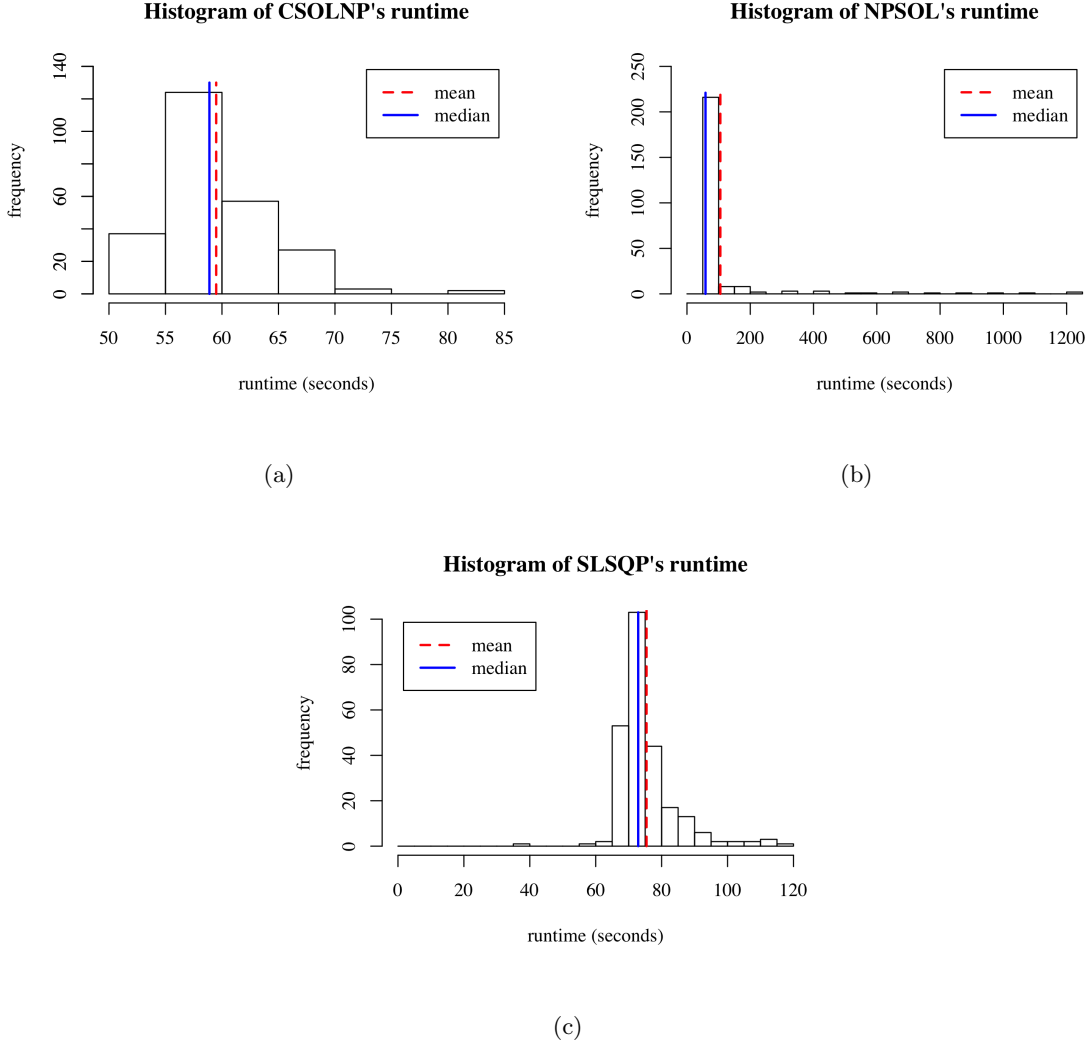 Histogram of CSOLNP's runtime
frequency
140
100
60
20
0
mean
median
50 55 60 65 70 75 80 85
runtime (seconds)
(a)
Histogram of NPSOL's runtime
frequency
250
200
150
100
50
0
mean
median
0 200 400 600 800 1000 1200
runtime (seconds)
(b)
Histogram of SLSQP's runtime
frequency
100
80
60
40
20
0
mean
median
0 20 40 60 80 100 120
runtime (seconds)
(c)